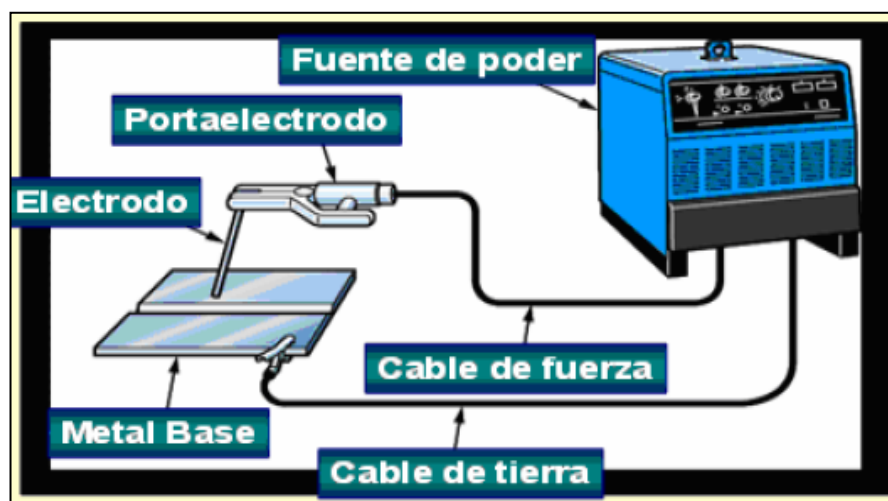 Fuente de poder
Portaelectrodo
Electrodo
Cable de fuerza
Metal Base
Cable de tierra